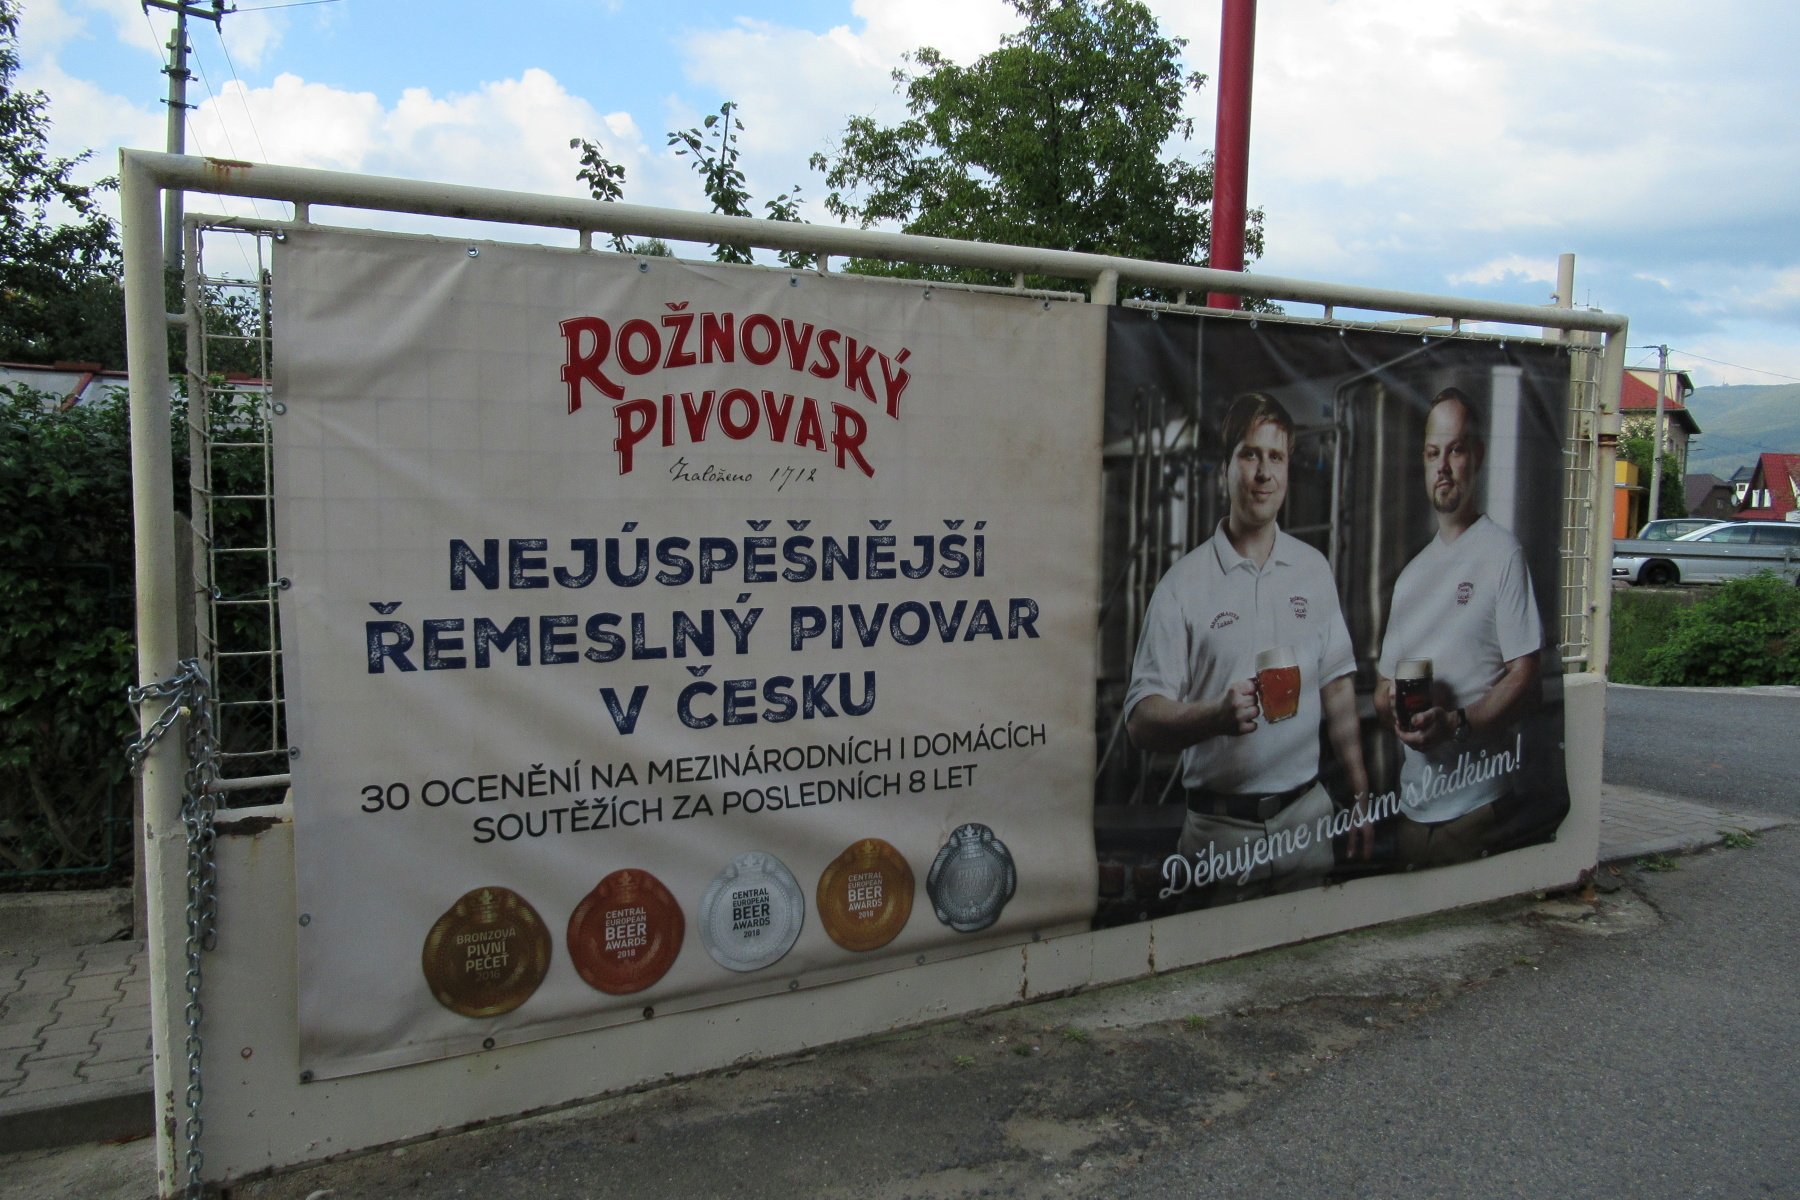 ROŽNOVSKÝ
PIVOVAR
Založeno 1712
NEJÚSPĚŠNĚJŠÍ
ŘEMESLNÝ PIVOVAR
V ČESKU
30 OCENĚNÍ NA MEZINÁRODNÍCH I DOMÁCÍCH
SOUTĚŽÍCH ZA POSLEDNÍCH 8 LET
BRONZOVÁ
PIVNÍ
PEČEŤ
2016
CENTRAL
EUROPEAN
BEER
AWARDS
2018
CENTRAL
EUROPEAN
BEER
AWARDS
2018
CENTRAL
EUROPEAN
BEER
AWARDS
2018
Děkujeme našim sládkům!